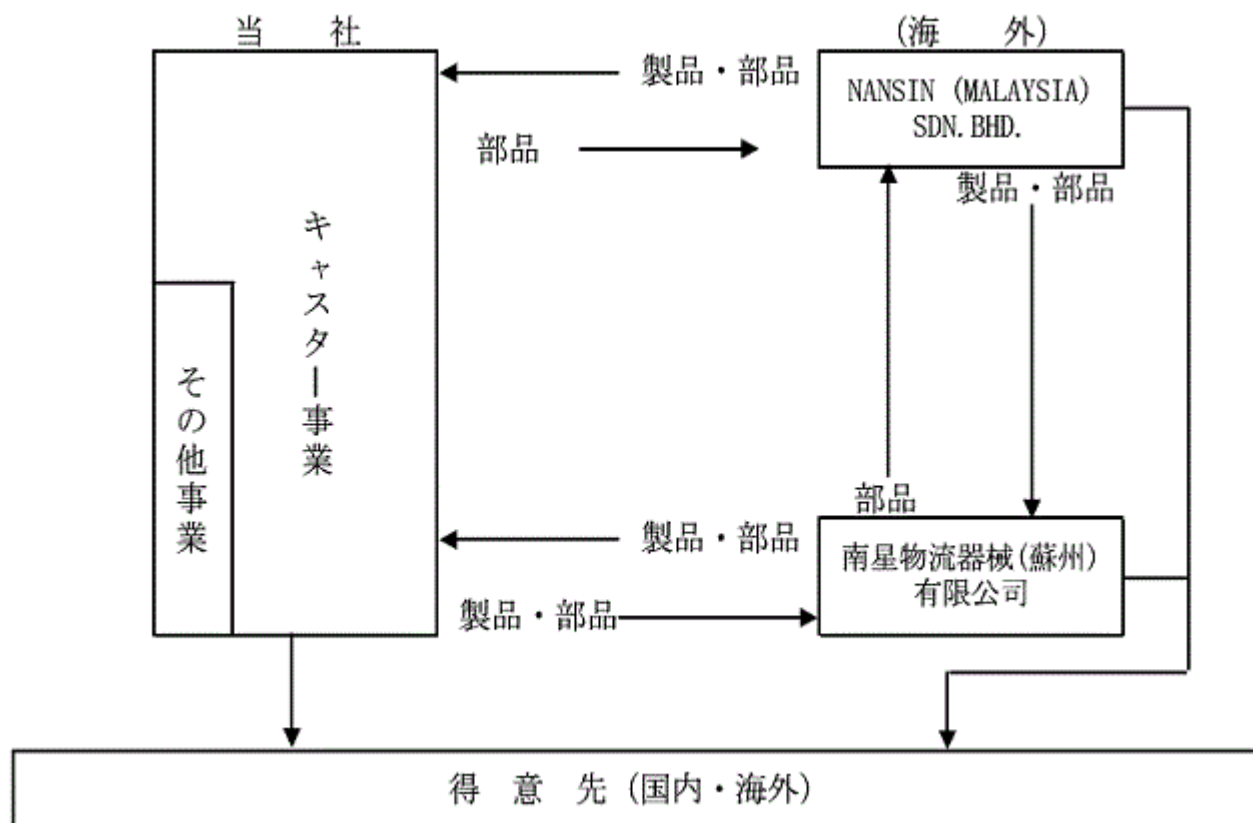 当 社
(海 外)
製品・部品
NANSIN (MALAYSIA)
SDN.BHD.
部品
製品・部品
キャスター事業
その他事業
部品
製品・部品
南星物流器械(蘇州)
有限公司
製品・部品
得 意 先 (国内・海外)